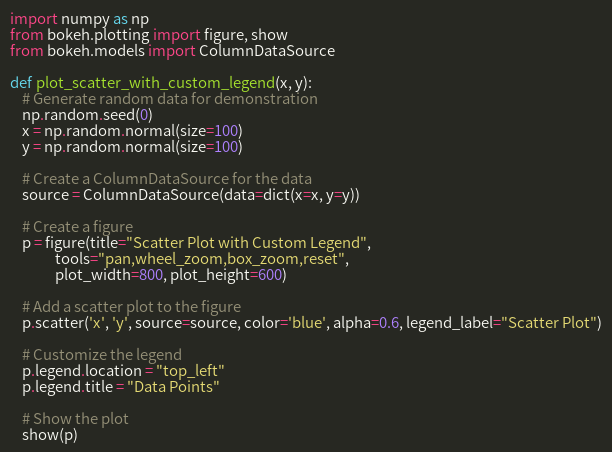 import numpy as np
from bokeh.plotting import figure, show
from bokeh.models import ColumnDataSource

def plot_scatter_with_custom_legend(x, y):
    # Generate random data for demonstration
    np.random.seed(0)
    x = np.random.normal(size=100)
    y = np.random.normal(size=100)

    # Create a ColumnDataSource for the data
    source = ColumnDataSource(data=dict(x=x, y=y))

    # Create a figure
    p = figure(title="Scatter Plot with Custom Legend",
               tools="pan,wheel_zoom,box_zoom,reset",
               plot_width=800, plot_height=600)

    # Add a scatter plot to the figure
    p.scatter('x', 'y', source=source, color='blue', alpha=0.6, legend_label="Scatter Plot")

    # Customize the legend
    p.legend.location = "top_left"
    p.legend.title = "Data Points"

    # Show the plot
    show(p)